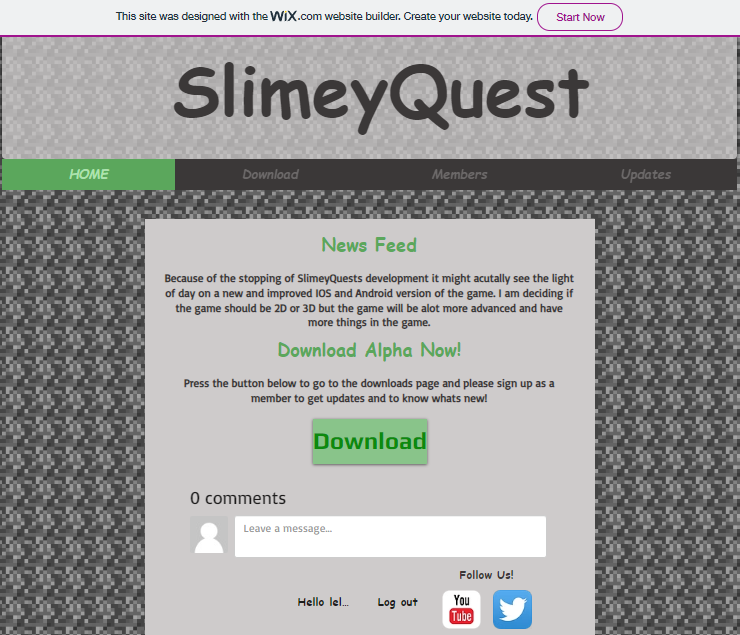 This site was designed with the WiX.com website builder. Create your website today. Start Now
SlimeyQuest
HOME Download Members Updates
News Feed
Because of the stopping of SlimeyQuests development it might acutally see the light
of day on a new and improved IOS and Android version of the game. I am deciding if
the game should be 2D or 3D but the game will be alot more advanced and have
more things in the game.
Download Alpha Now!
Press the button below to go to the downloads page and please sign up as a
member to get updates and to know whats new!
Download
0 comments
Leave a message...
Follow Us!
Hello lel... Log out
You
Tube